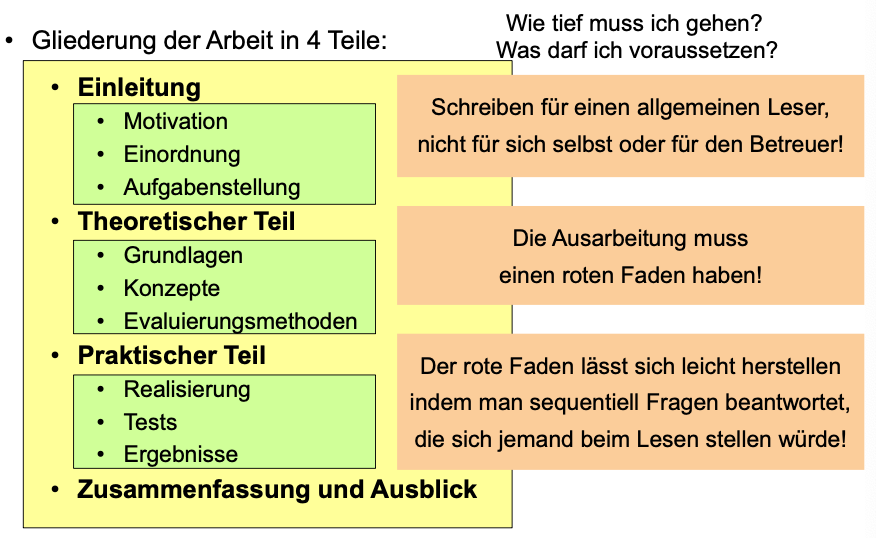 • Gliederung der Arbeit in 4 Teile:
• Einleitung
• Motivation
• Einordnung
• Aufgabenstellung
• Theoretischer Teil
• Grundlagen
• Konzepte
• Evaluierungsmethoden
• Praktischer Teil
• Realisierung
• Tests
• Ergebnisse
• Zusammenfassung und Ausblick
Wie tief muss ich gehen?
Was darf ich voraussetzen?
Schreiben für einen allgemeinen Leser,
nicht für sich selbst oder für den Betreuer!
Die Ausarbeitung muss
einen roten Faden haben!
Der rote Faden lässt sich leicht herstellen
indem man sequentiell Fragen beantwortet,
die sich jemand beim Lesen stellen würde!